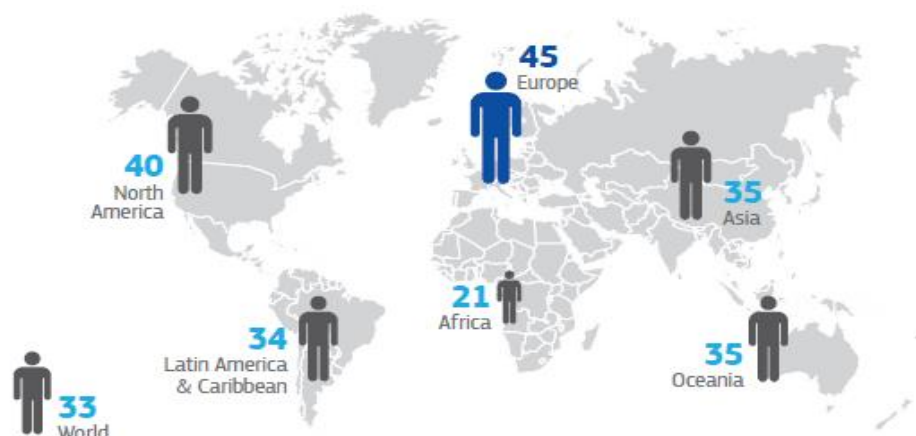 45
Europe
40
North
America
35
Asia
21
Africa
34
Latin America
& Caribbean
35
Oceania
33
World